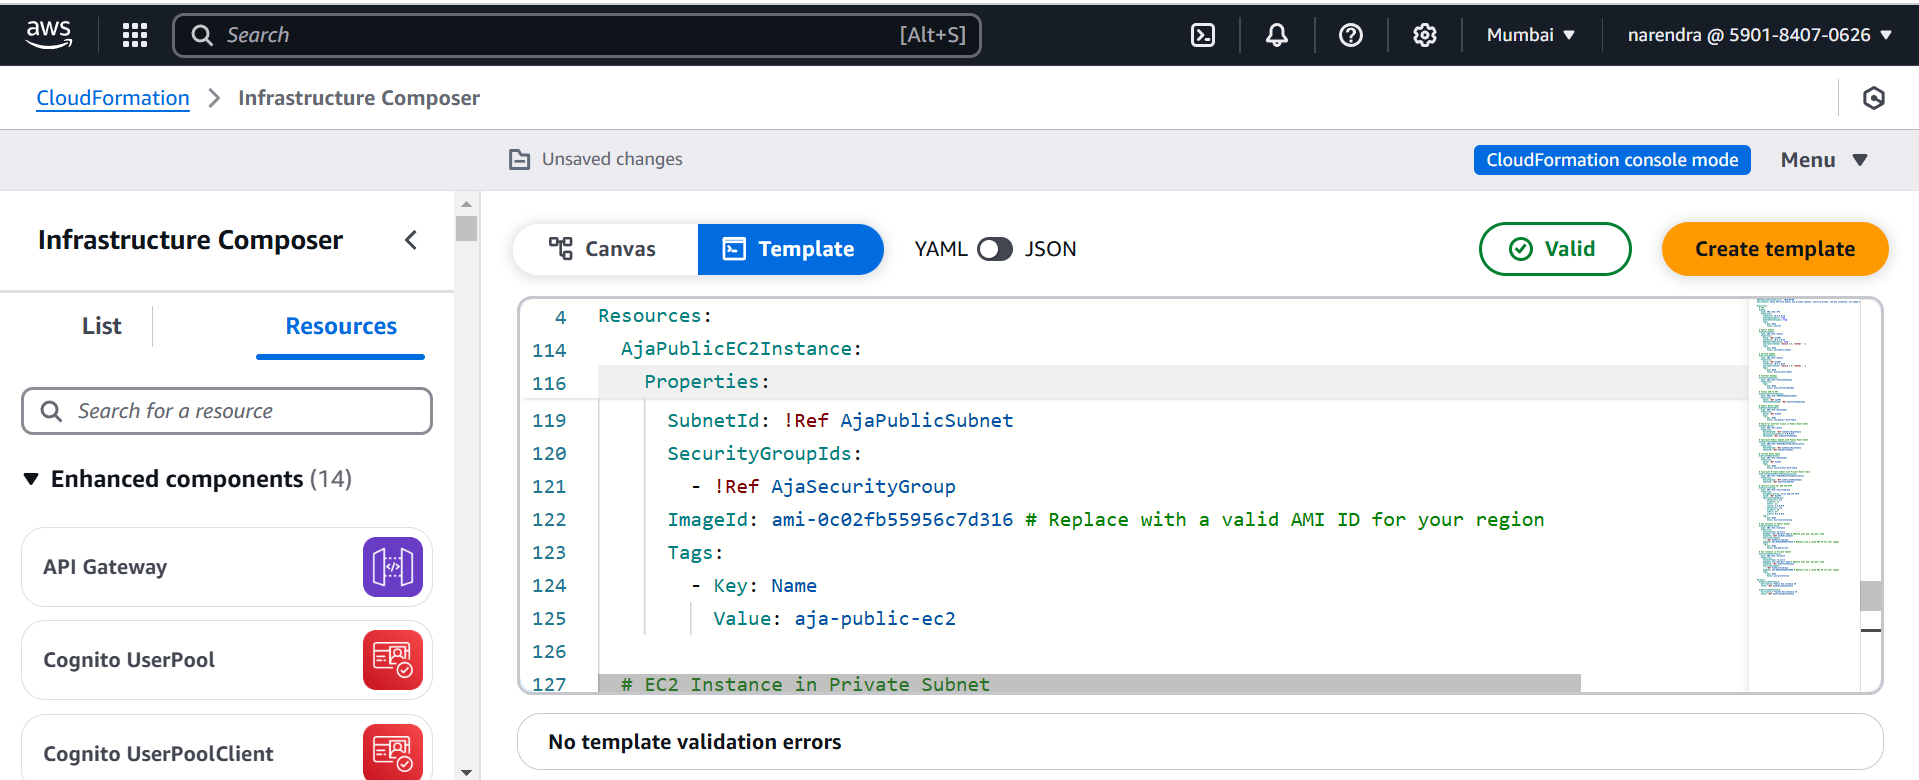 aws
Search [Alt+S]
Mumbai ▼
narendra @ 5901-8407-0626 ▼
CloudFormation > Infrastructure Composer
Unsaved changes
CloudFormation console mode
Menu ▼
Infrastructure Composer
List
Resources
Search for a resource
▼ Enhanced components (14)
API Gateway
Cognito UserPool
Cognito UserPoolClient
Canvas
Template
YAML
JSON
Valid
Create template
4 Resources:
114 AjaPublicEC2Instance:
116 Properties:
119 SubnetId: !Ref AjaPublicSubnet
120 SecurityGroupIds:
121 - !Ref AjaSecurityGroup
122 ImageId: ami-0c02fb55956c7d316 # Replace with a valid AMI ID for your region
123 Tags:
124 - Key: Name
125 Value: aja-public-ec2
126
127 # EC2 Instance in Private Subnet
No template validation errors